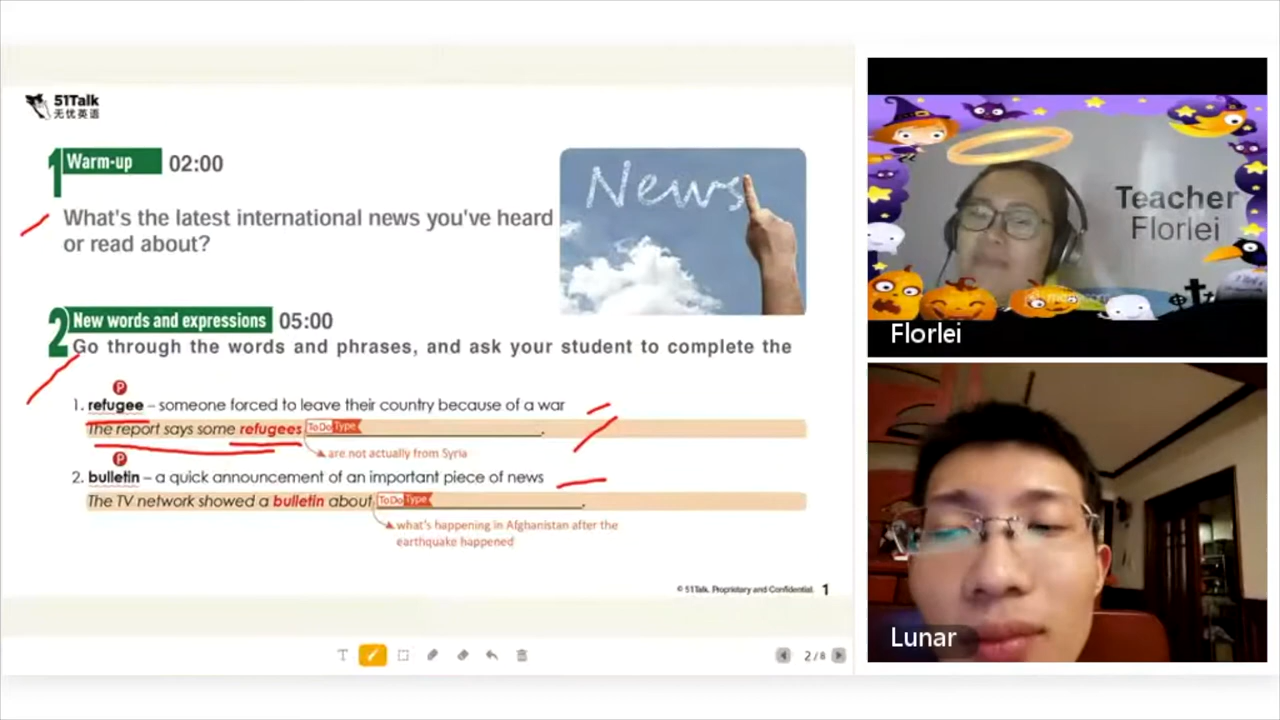 51Talk
无忧英语
1 Warm-up 02:00
What's the latest international news you've heard
or read about?
News
2 New words and expressions 05:00
Go through the words and phrases, and ask your student to complete the
P
1. refugee – someone forced to leave their country because of a war
The report says some refugees ToDo Type ________.
are not actually from Syria
P
2. bulletin – a quick announcement of an important piece of news
The TV network showed a bulletin about ToDo Type ________.
what's happening in Afghanistan after the
earthquake happened
© 51Talk. Proprietary and Confidential. 1
T
2/8
Teacher
Florlei
Florlei
Lunar